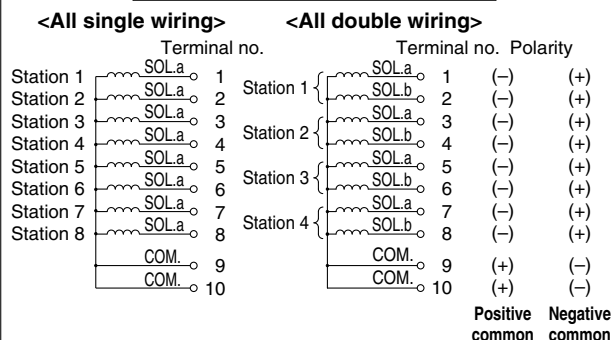 <All single wiring> <All double wiring>
Terminal no. Terminal no. Polarity
Station 1 SOL.a 1 Station 1 SOL.a 1 (–) (+)
Station 2 SOL.a 2 SOL.b 2 (–) (+)
Station 3 SOL.a 3 Station 2 SOL.a 3 (–) (+)
Station 4 SOL.a 4 SOL.b 4 (–) (+)
Station 5 SOL.a 5 Station 3 SOL.a 5 (–) (+)
Station 6 SOL.a 6 SOL.b 6 (–) (+)
Station 7 SOL.a 7 Station 4 SOL.a 7 (–) (+)
Station 8 SOL.a 8 SOL.b 8 (–) (+)
COM. 9 COM. 9 (+) (–)
COM. 10 COM. 10 (+) (–)
Positive Negative
common common